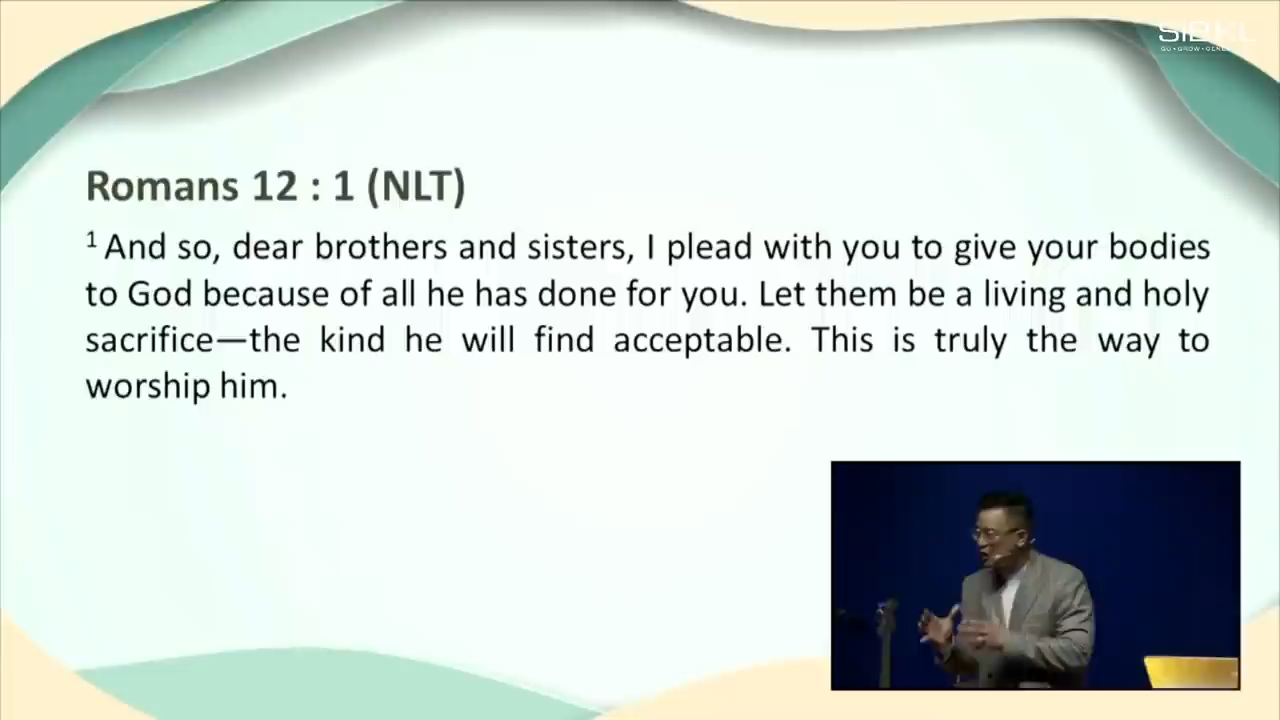 SIBKL
Romans 12 : 1 (NLT)
1 And so, dear brothers and sisters, I plead with you to give your bodies
to God because of all he has done for you. Let them be a living and holy
sacrifice—the kind he will find acceptable. This is truly the way to
worship him.